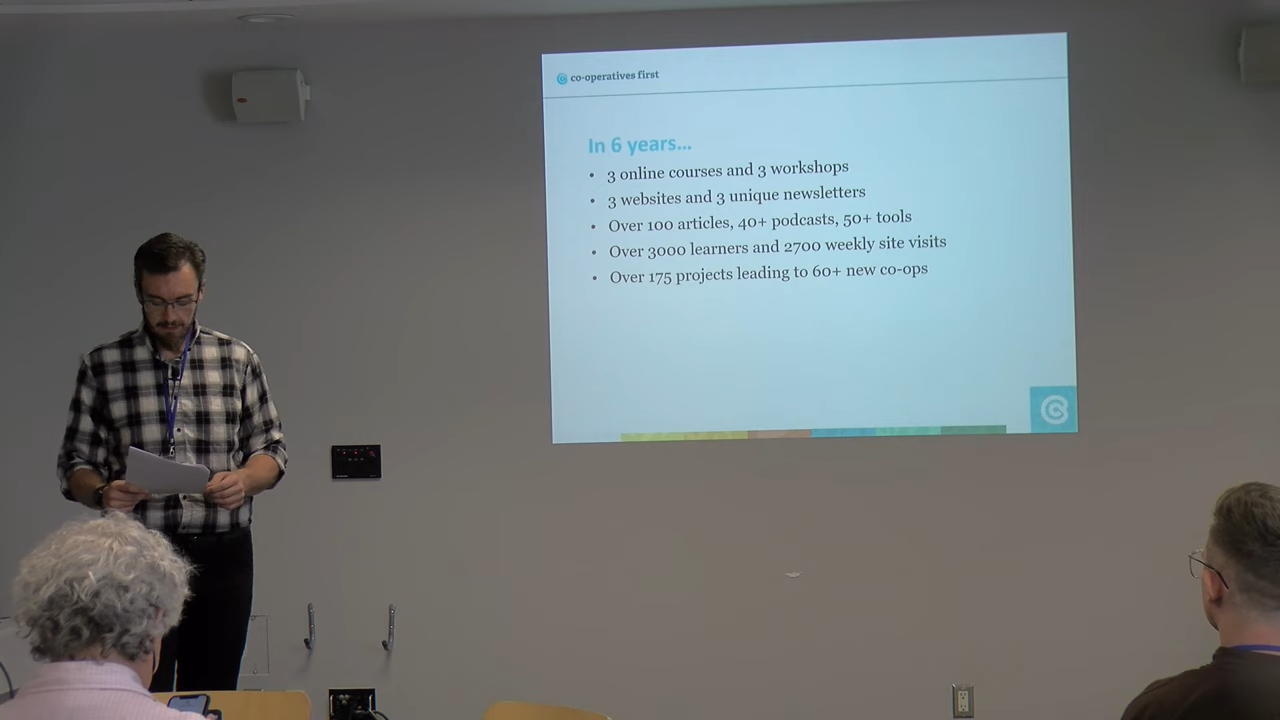 co-operatives first
In 6 years...
• 3 online courses and 3 workshops
• 3 websites and 3 unique newsletters
• Over 100 articles, 40+ podcasts, 50+ tools
• Over 3000 learners and 2700 weekly site visits
• Over 175 projects leading to 60+ new co-ops